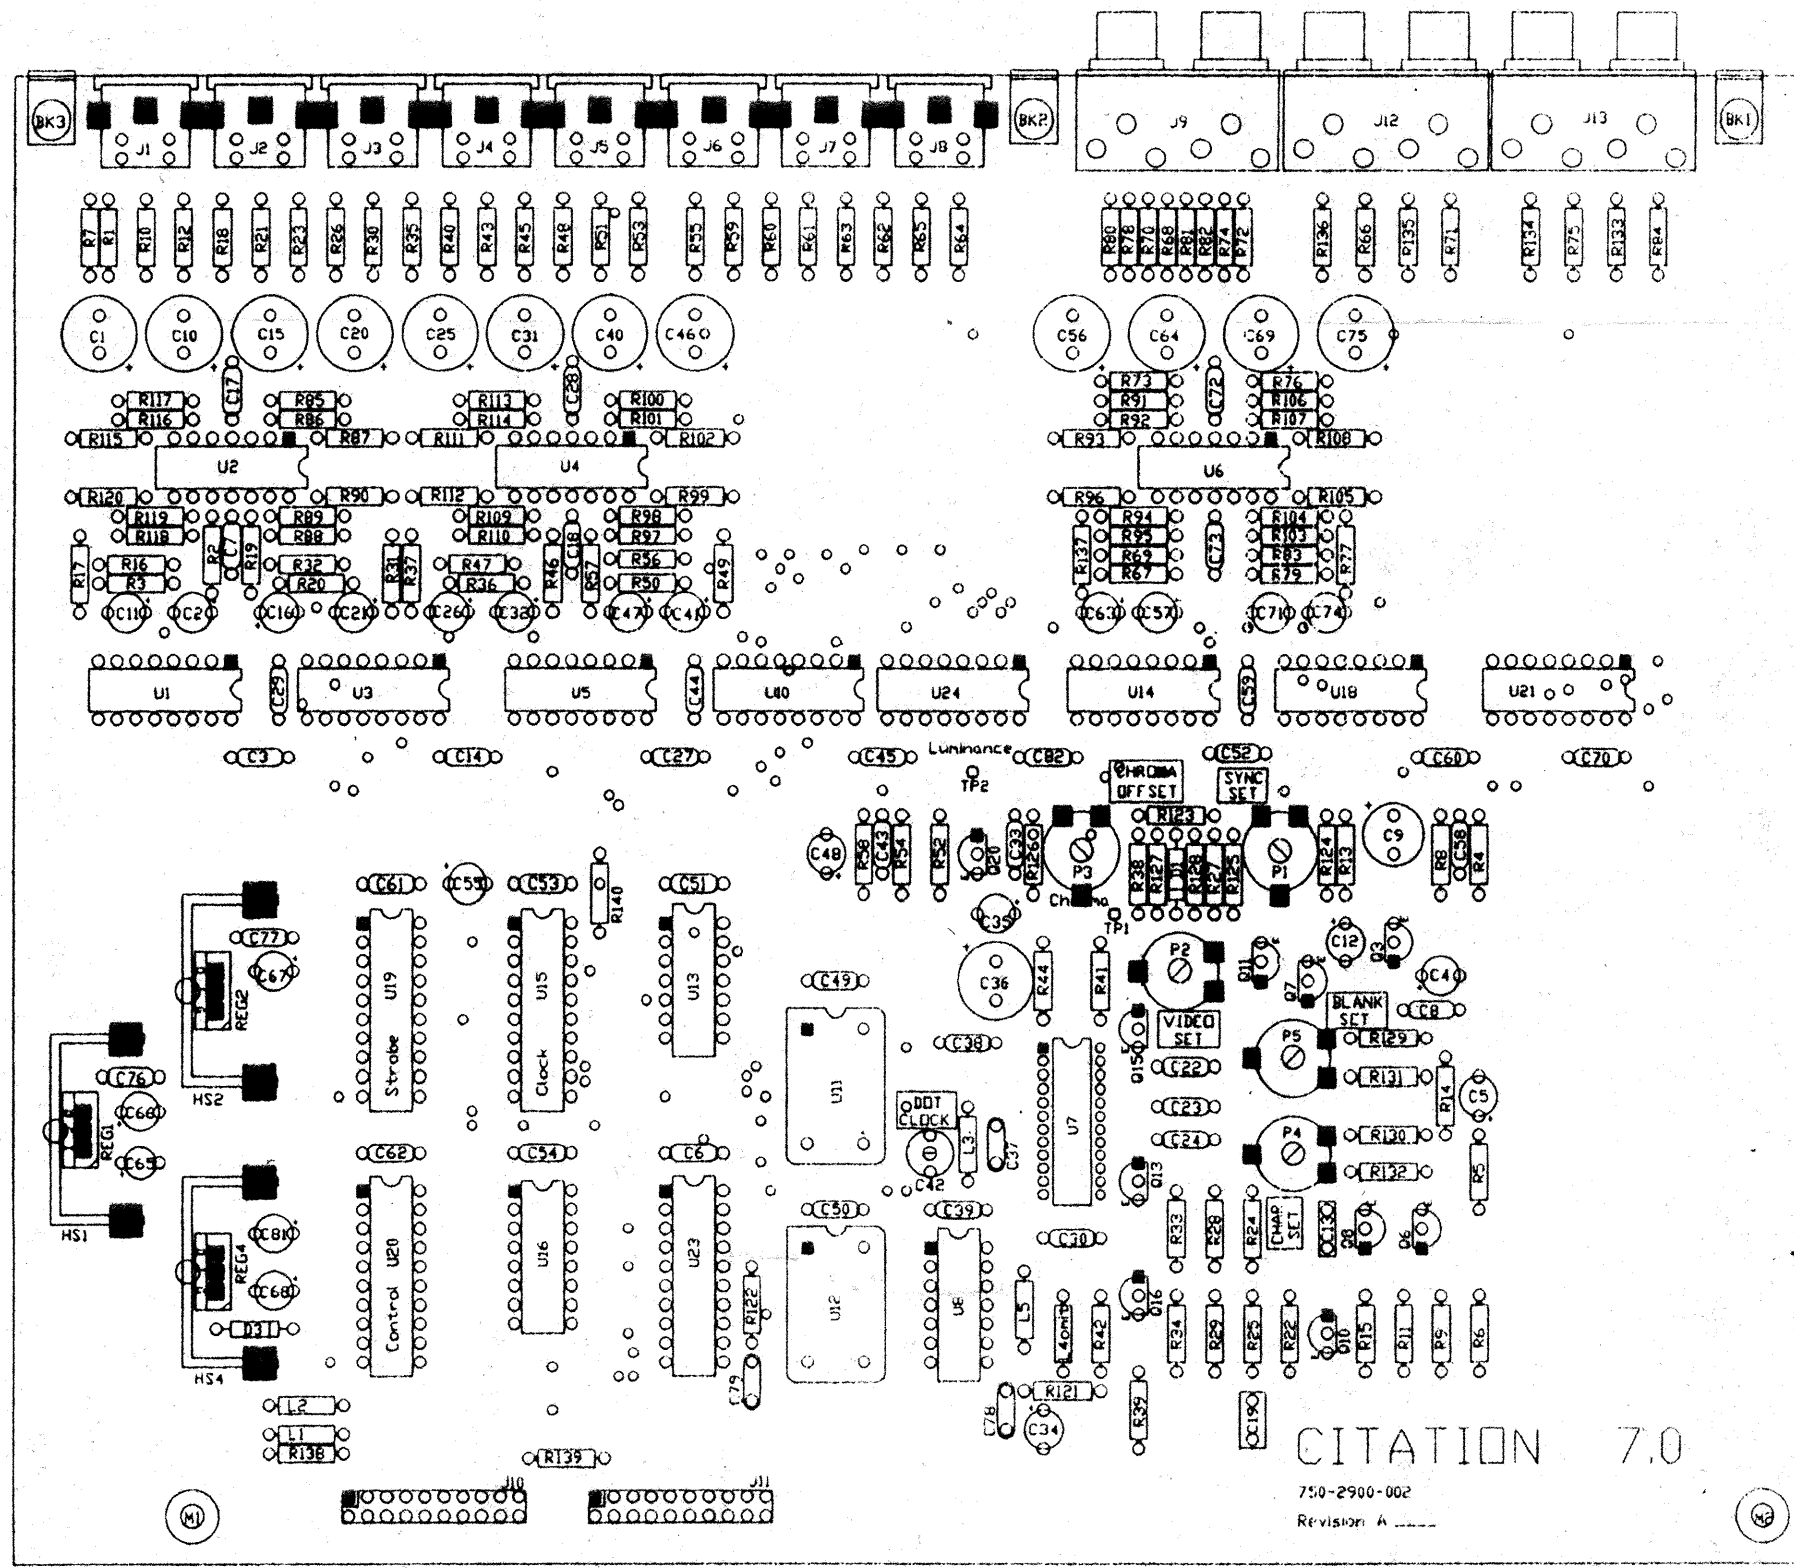 BK3 J1 J2 J3 J4 J5 J6 J7 J8 BK2 J9 J12 J13 BK1
R7 R1 R10 R12 R18 R21 R23 R26 R30 R35 R40 R43 R45 R48 R51 R53 R55 R59 R60 R61 R63 R62 R65 R64 R80 R78 R70 R68 R81 R82 R74 R72 R136 R66 R135 R71 R134 R75 R133 R84
C1 C10 C15 C20 C25 C31 C40 C46 C56 C64 C69 C75
C17 C28 C72
R73 R76
R117 R85 R113 R100 R91 R106
R116 R86 R114 R101 R92 R107
R115 R87 R111 R102 R93 R108
U2 U4 U6
R120 R90 R112 R99 R96 R105
R119 R89 R109 R98 R94 R104
R118 R88 R110 R97 R95 R103
R2 C7 R19 C18 C73
R17 R16 R32 R31 R37 R47 R46 R57 R56 R49 R137 R69 R83 R77
R3 R20 R36 R50 R67 R79
C11 C2 C16 C21 C26 C32 C47 C41 C63 C57 C71 C74
U1 C29 U3 U5 C44 U10 U24 U14 C59 U18 U21
C3 C14 C27 C45 Luminance C82 C52 C60 C70
TP2
CHROMA
OFFSET
SYNC
SET
R123
C48 R58 C43 R54 R52 Q20 C33 R126 P3 R38 R127 D1 R128 R27 R125 P1 R124 R13 C9 R8 C58 R4
C61 C55 C53 R140 C51
Chroma
TP1
C35
C77 C67 REG2 HS2
U19 Strobe
U15 Clock
U13
C49 U11
C36 R44 R41 P2 Q11 Q7 C12 Q3 C4
VIDEO
SET
BLANK
SET
C8
C38 Q15 P5 R129
C22 R131 R14 C5
C76 C66 REG1 C65 HS1
DOT
CLOCK
C42 L3 C37 U7
C23 C24 P4 R130 R132 R5
C62 C54 C6
Q13
C50 C39 C30
R33 R28 R24
CHAR
SET
C13 Q8 Q6
C81 REG4 C68 D31 HS4
U20 Control
U16 U23 R122 U12 U8 L5 L4omit R42 Q16 R34 R29 R25 R22 Q10 R15 R11 R9 R6
C79 C78 R121 C34 R39 C19
L2
L1
R138
R139
CITATION 7.0
J10 J11
750-2900-002
M1 M2
Revision A ____